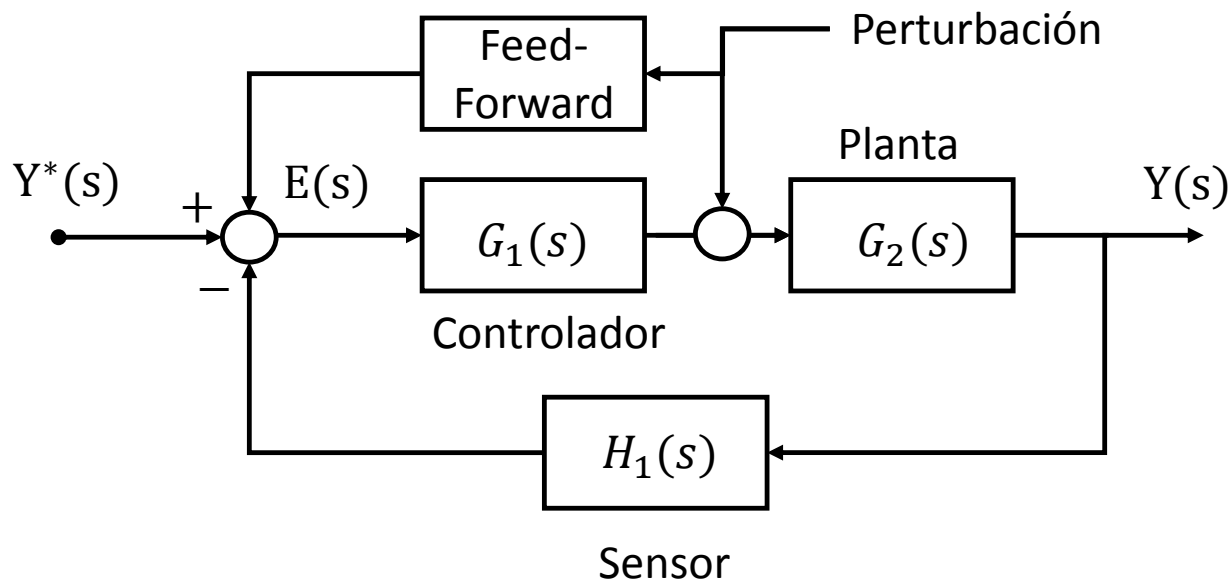 Feed-
Forward
Perturbación
Planta
Y*(s)
+
E(s)
G₁(s)
G₂(s)
Y(s)
−
Controlador
H₁(s)
Sensor